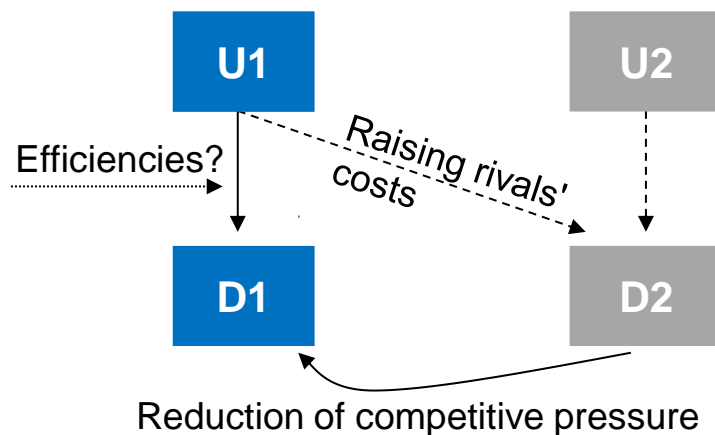 U1
U2
Efficiencies?
Raising rivals'
costs
D1
D2
Reduction of competitive pressure